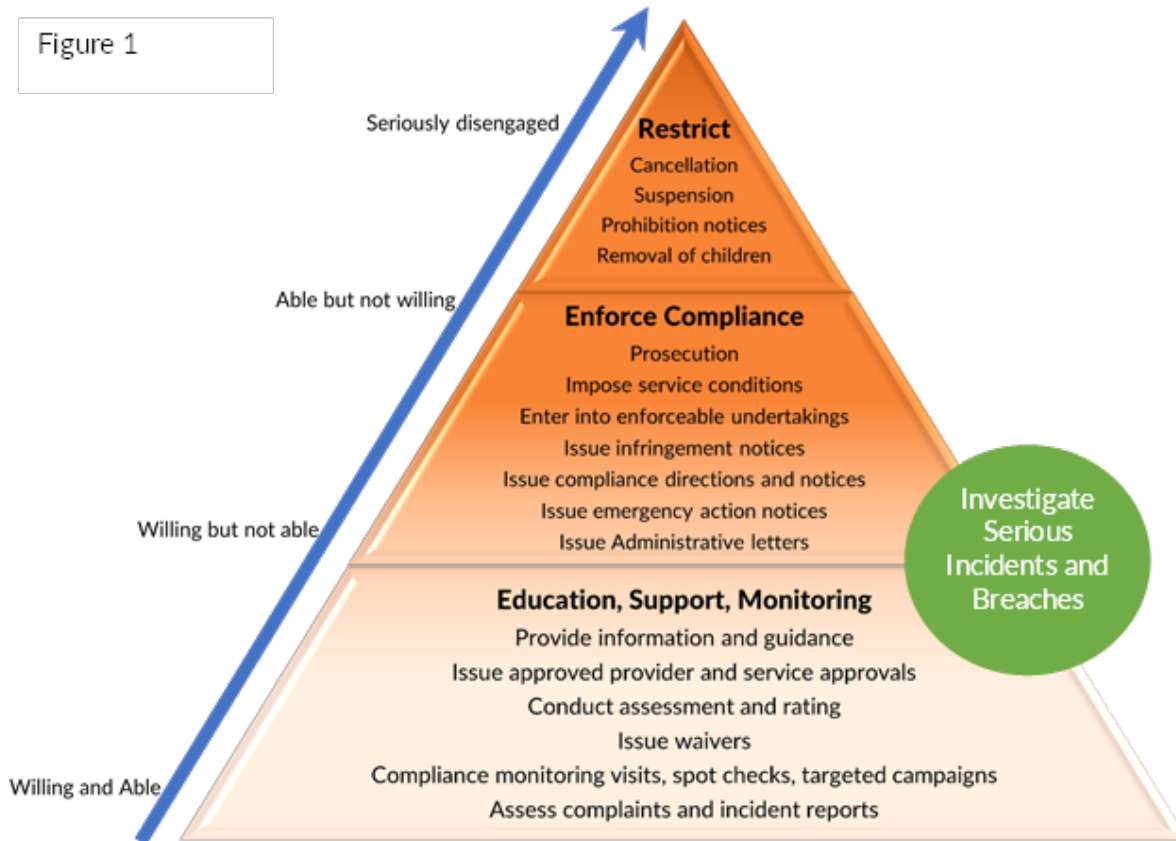 Figure 1
Seriously disengaged
Able but not willing
Willing but not able
Willing and Able
Restrict
Cancellation
Suspension
Prohibition notices
Removal of children
Enforce Compliance
Prosecution
Impose service conditions
Enter into enforceable undertakings
Issue infringement notices
Issue compliance directions and notices
Issue emergency action notices
Issue Administrative letters
Education, Support, Monitoring
Provide information and guidance
Issue approved provider and service approvals
Conduct assessment and rating
Issue waivers
Compliance monitoring visits, spot checks, targeted campaigns
Assess complaints and incident reports
Investigate
Serious
Incidents and
Breaches